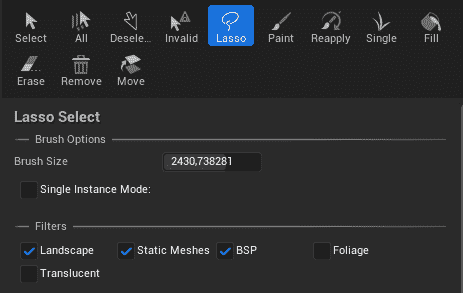 Select All Desele... Invalid Lasso Paint Reapply Single Fill
Erase Remove Move
Lasso Select
Brush Options
Brush Size 2430,738281
Single Instance Mode:
Filters
Landscape Static Meshes BSP Foliage
Translucent